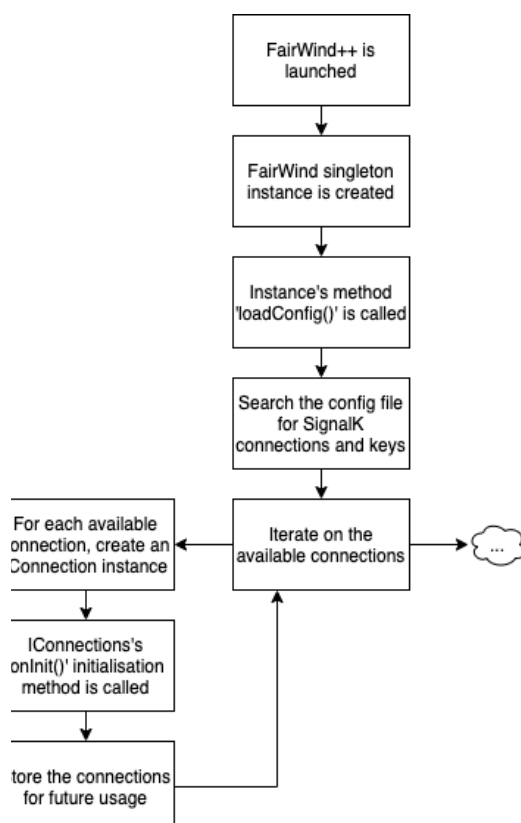 FairWind++ is
launched
FairWind singleton
instance is created
Instance's method
'loadConfig()' is called
Search the config file
for SignalK
connections and keys
Iterate on the
available connections
...
For each available
onnection, create an
Connection instance
IConnections's
onInit()' initialisation
method is called
tore the connections
for future usage